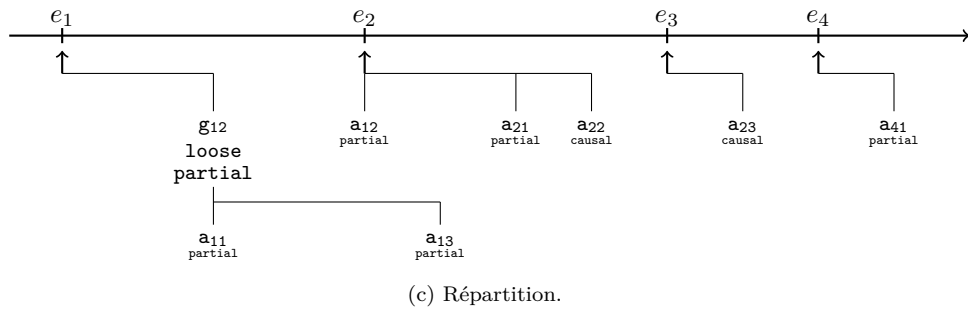 e1 e2 e3 e4
g12 a12 a21 a22 a23 a41
partial partial causal causal partial
loose
partial
a11 a13
partial partial
(c) Répartition.